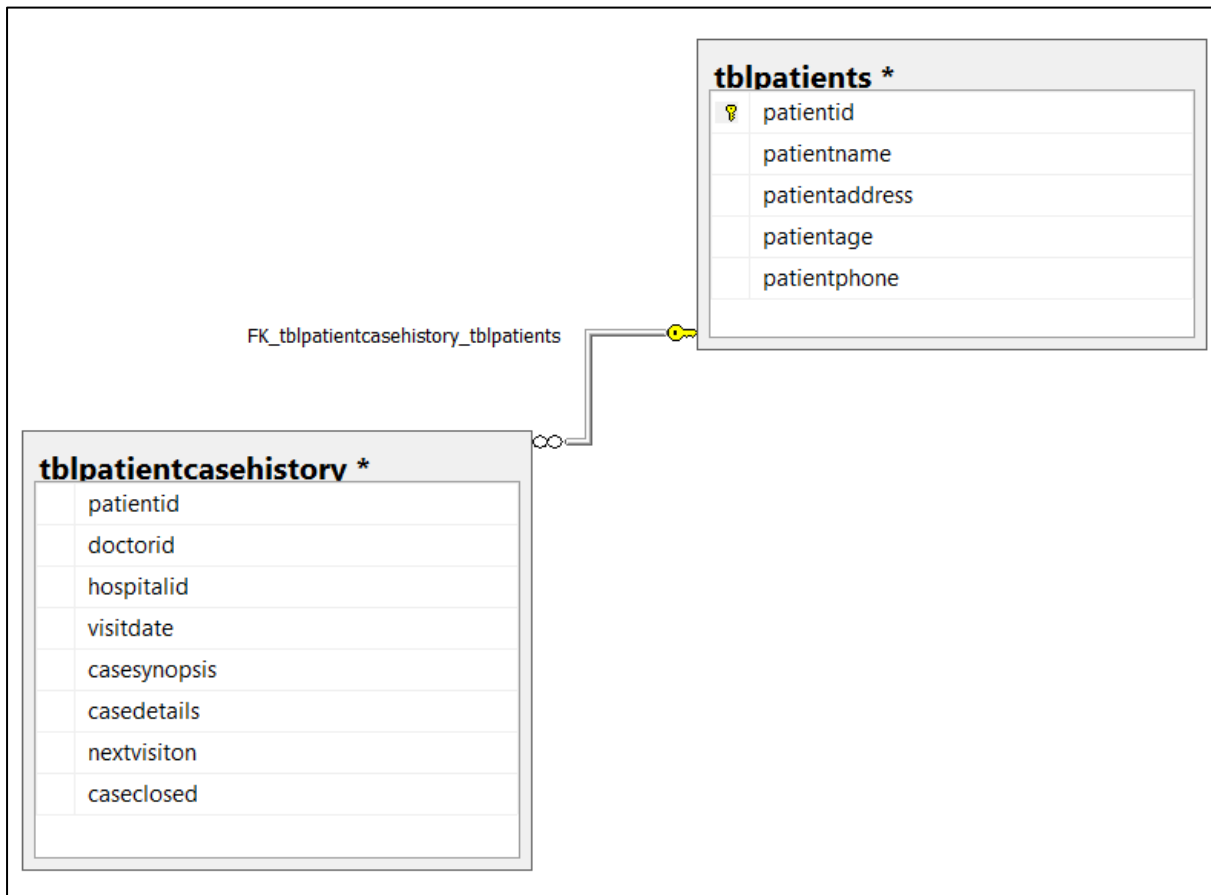 tblpatients *
patientid
patientname
patientaddress
patientage
patientphone
FK_tblpatientcasehistory_tblpatients
tblpatientcasehistory *
patientid
doctorid
hospitalid
visitdate
casesynopsis
casedetails
nextvisiton
caseclosed